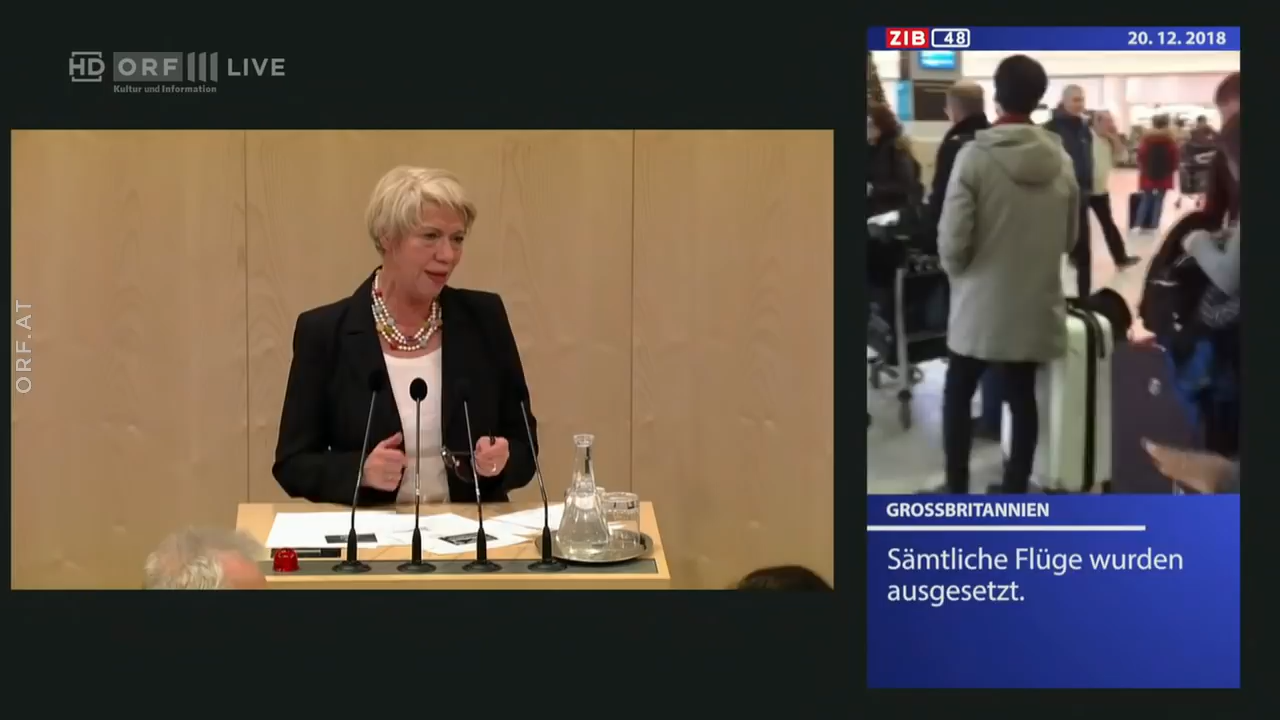 HD ORF III LIVE
Kultur und Information
ORF.AT
ZIB 48 20. 12. 2018
GROSSBRITANNIEN
Sämtliche Flüge wurden
ausgesetzt.